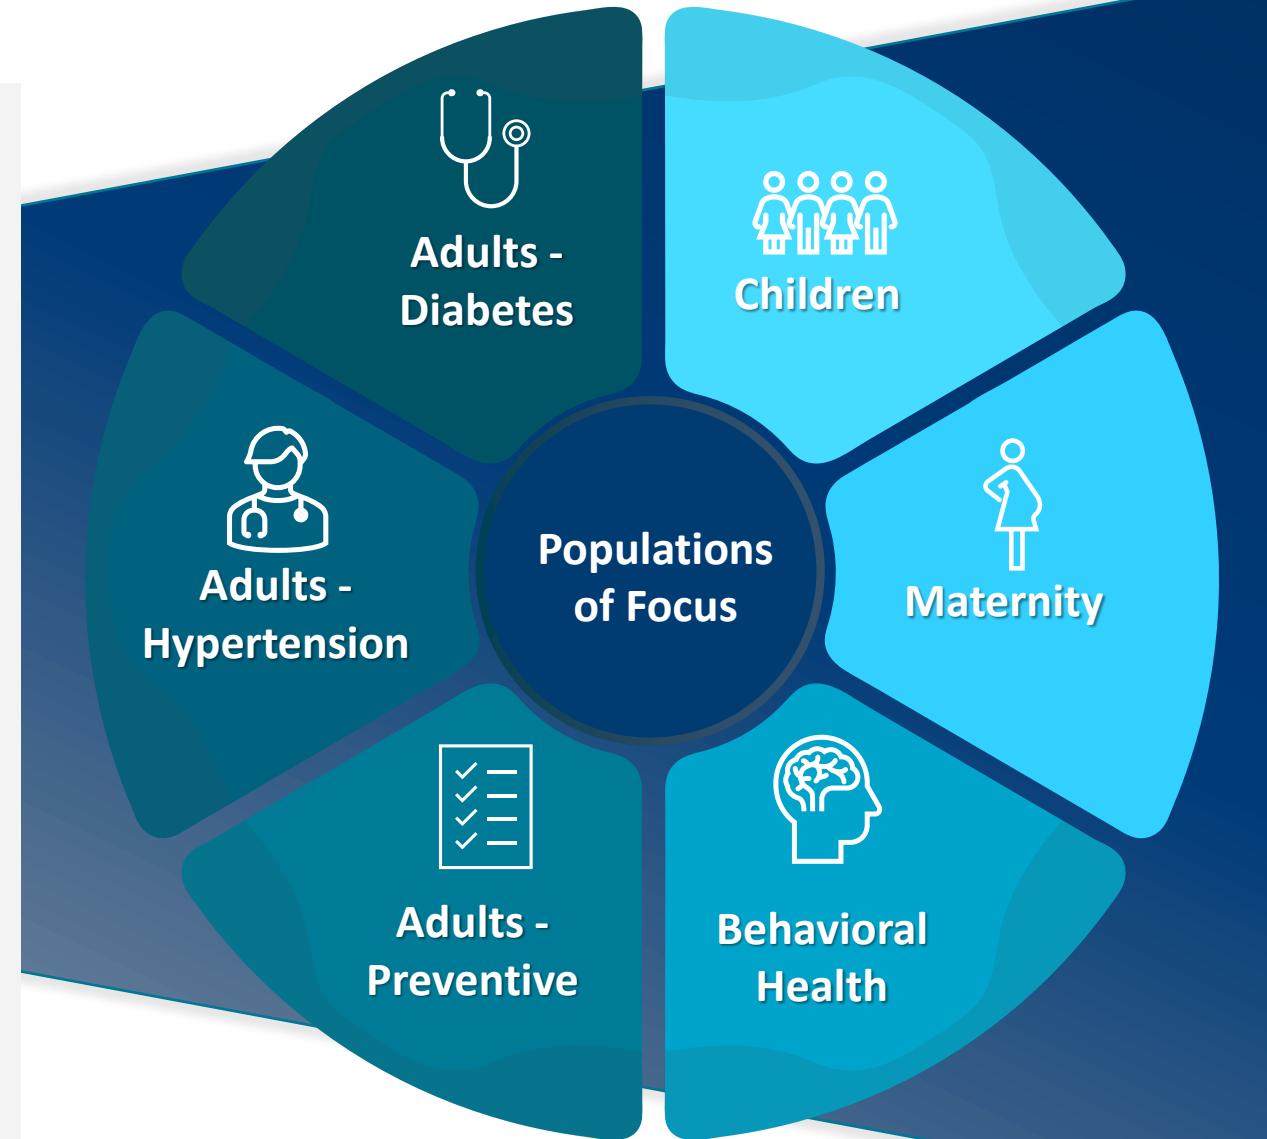 Adults -
Diabetes
Children
Adults -
Hypertension
Populations
of Focus
Maternity
Adults -
Preventive
Behavioral
Health